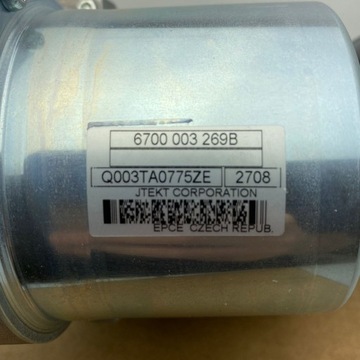 6700 003 269B
Q003TA0775ZE 2708
JTEKT CORPORATION
EPCE CZECH REPUB.